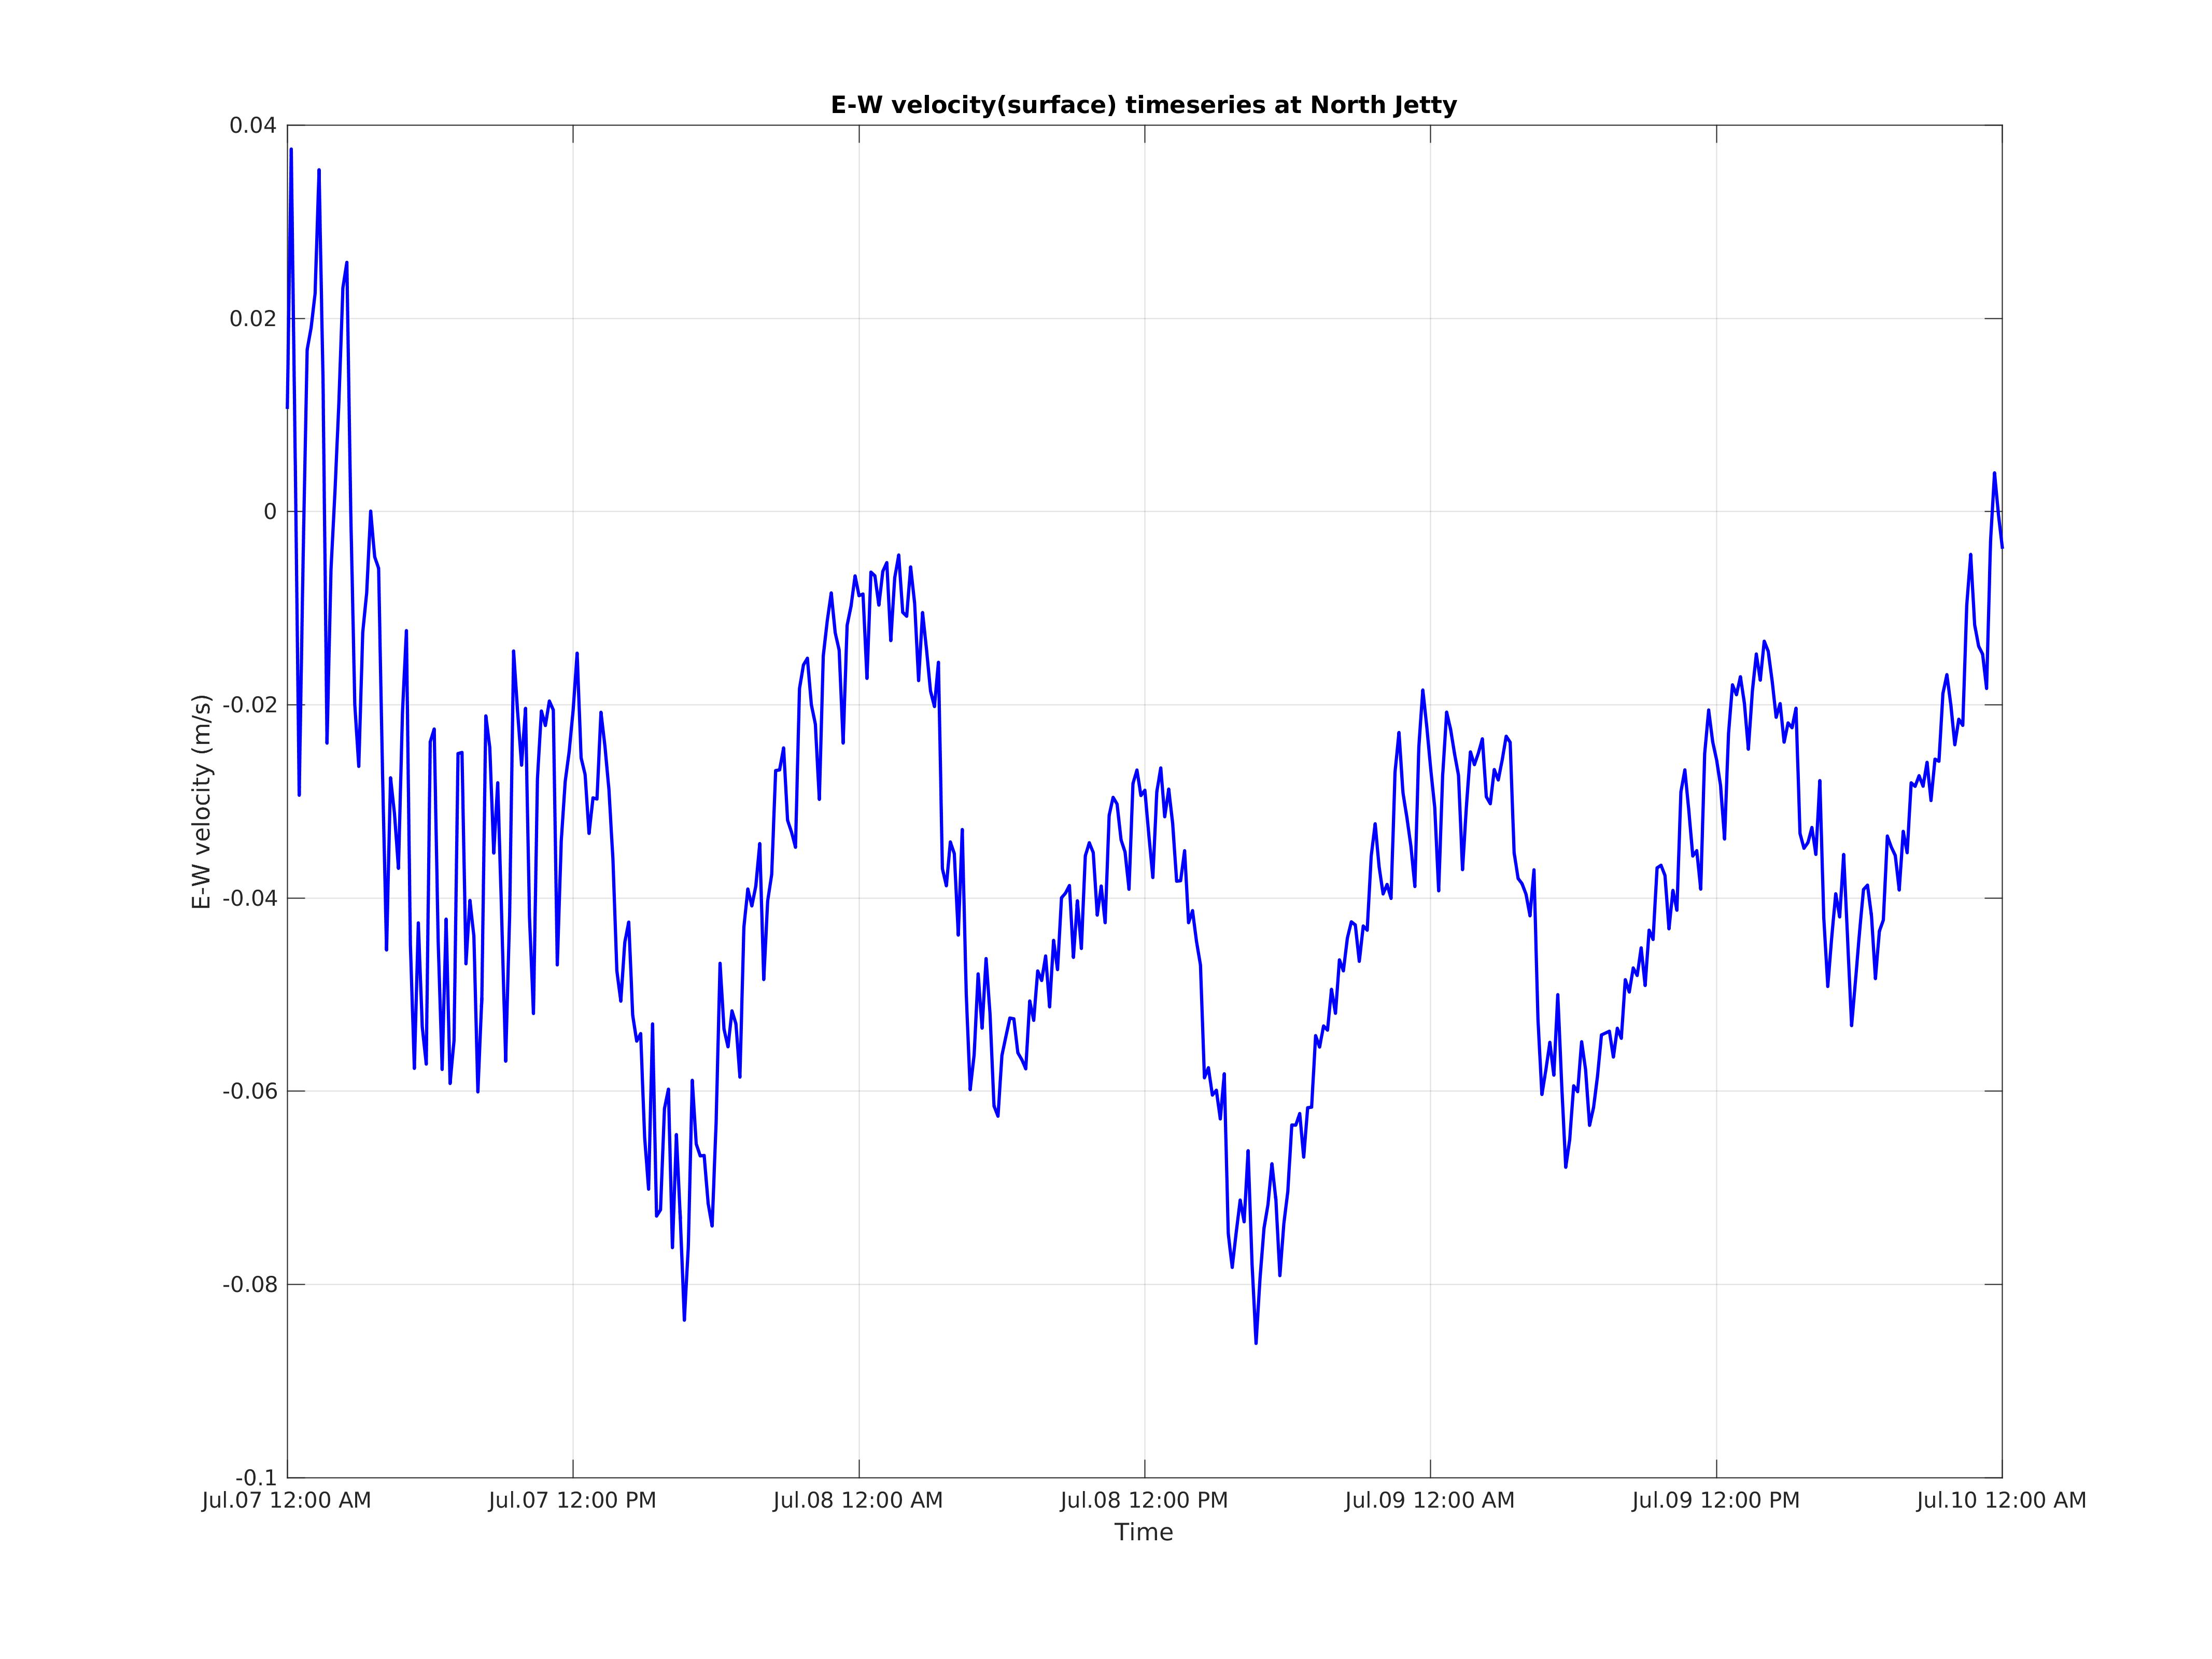 E-W velocity(surface) timeseries at North Jetty
0.04
0.02
0
-0.02
-0.04
-0.06
-0.08
-0.1
E-W velocity (m/s)
Jul.07 12:00 AM Jul.07 12:00 PM Jul.08 12:00 AM Jul.08 12:00 PM Jul.09 12:00 AM Jul.09 12:00 PM Jul.10 12:00 AM
Time